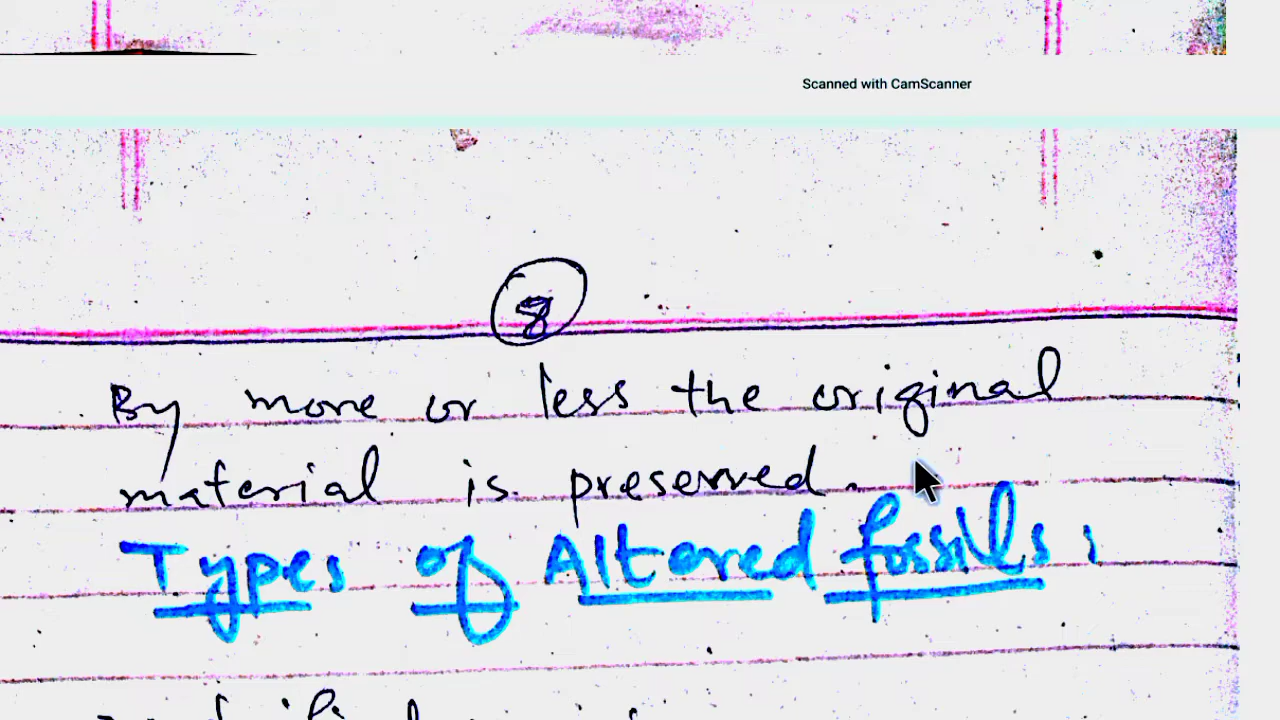 Scanned with CamScanner
8
By more or less the original
material is preserved.
Types of Altered fossils: